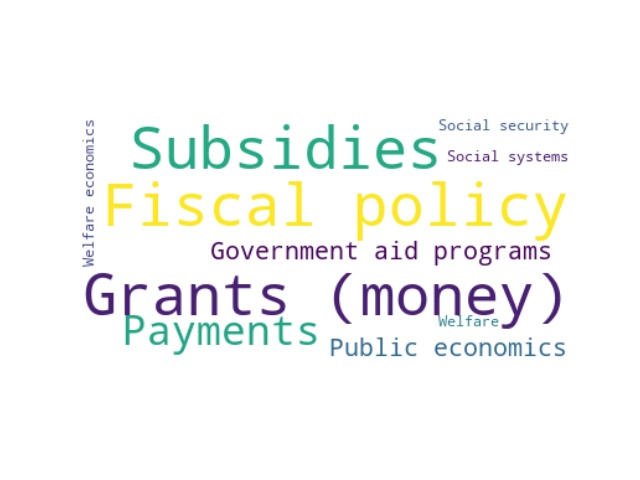 Welfare economics
Subsidies
Social security
Social systems
Fiscal policy
Government aid programs
Grants (money)
Payments
Welfare
Public economics